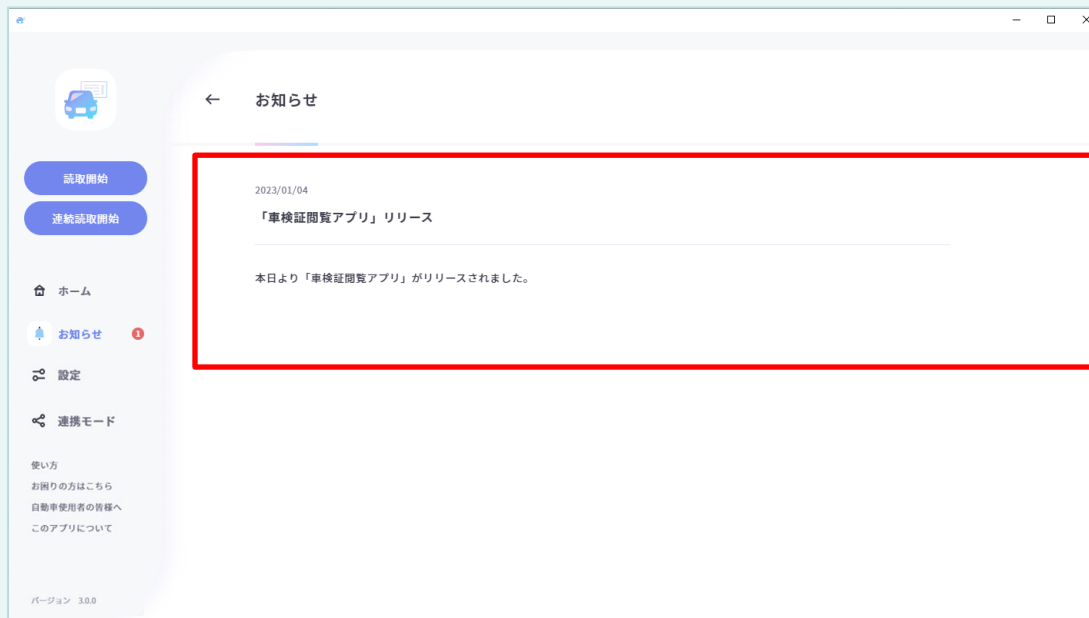 お知らせ
読取開始
連続読取開始
ホーム
お知らせ 1
設定
連携モード
使い方
お困りの方はこちら
自動車使用者の皆様へ
このアプリについて
バージョン 3.0.0
2023/01/04
「車検証閲覧アプリ」リリース
本日より「車検証閲覧アプリ」がリリースされました。